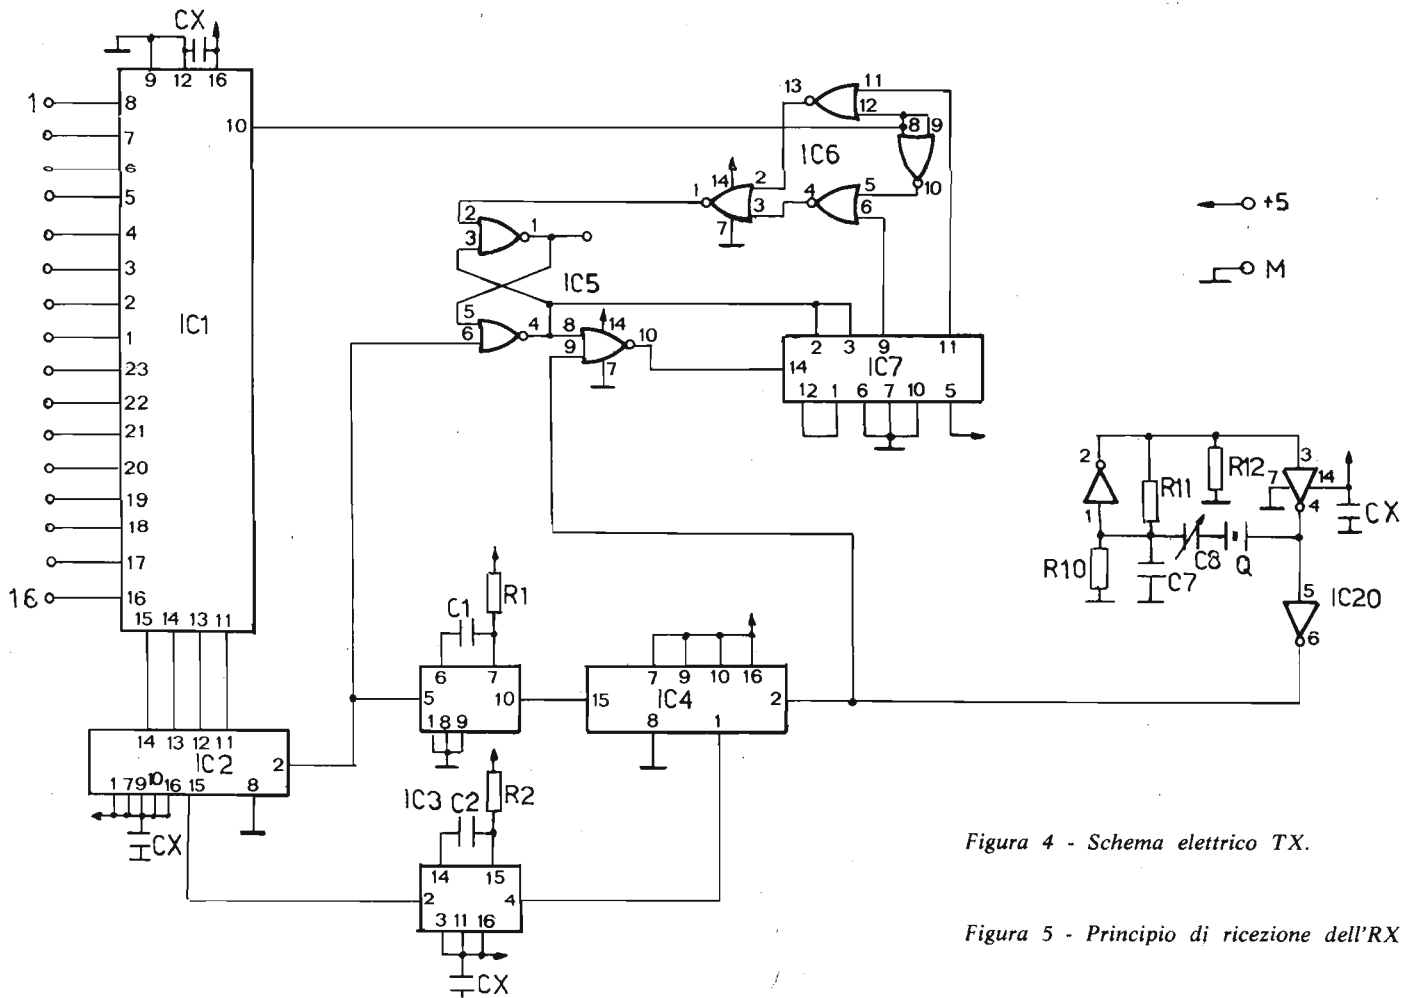 CX
9 12 16
1 8
10
7
6
5
4
3
2
1
23
22
21
20
19
18
17
16 16
IC1
15 14 13 11
14 13 12 11
IC2
2
1 7 9 10 16 15 8
CX
13 11
12
8 9
10
IC6
14 2
1
3
7
4 5
6
2
3 1
IC5
5
6 4
8 14
9 10
7
2 3 9 11
14 IC7
12 1 6 7 10 5
+5
M
2 3
7 14
R12
R11
4
CX
1
R10 C7 C8 Q
5
IC20
6
R1
C1
6 7
5 10
1 8 9
7 9 10 16
15 IC4 2
8 1
R2
IC3 C2
14 15
2 4
3 11 16
CX
Figura 4 - Schema elettrico TX.
Figura 5 - Principio di ricezione dell'RX